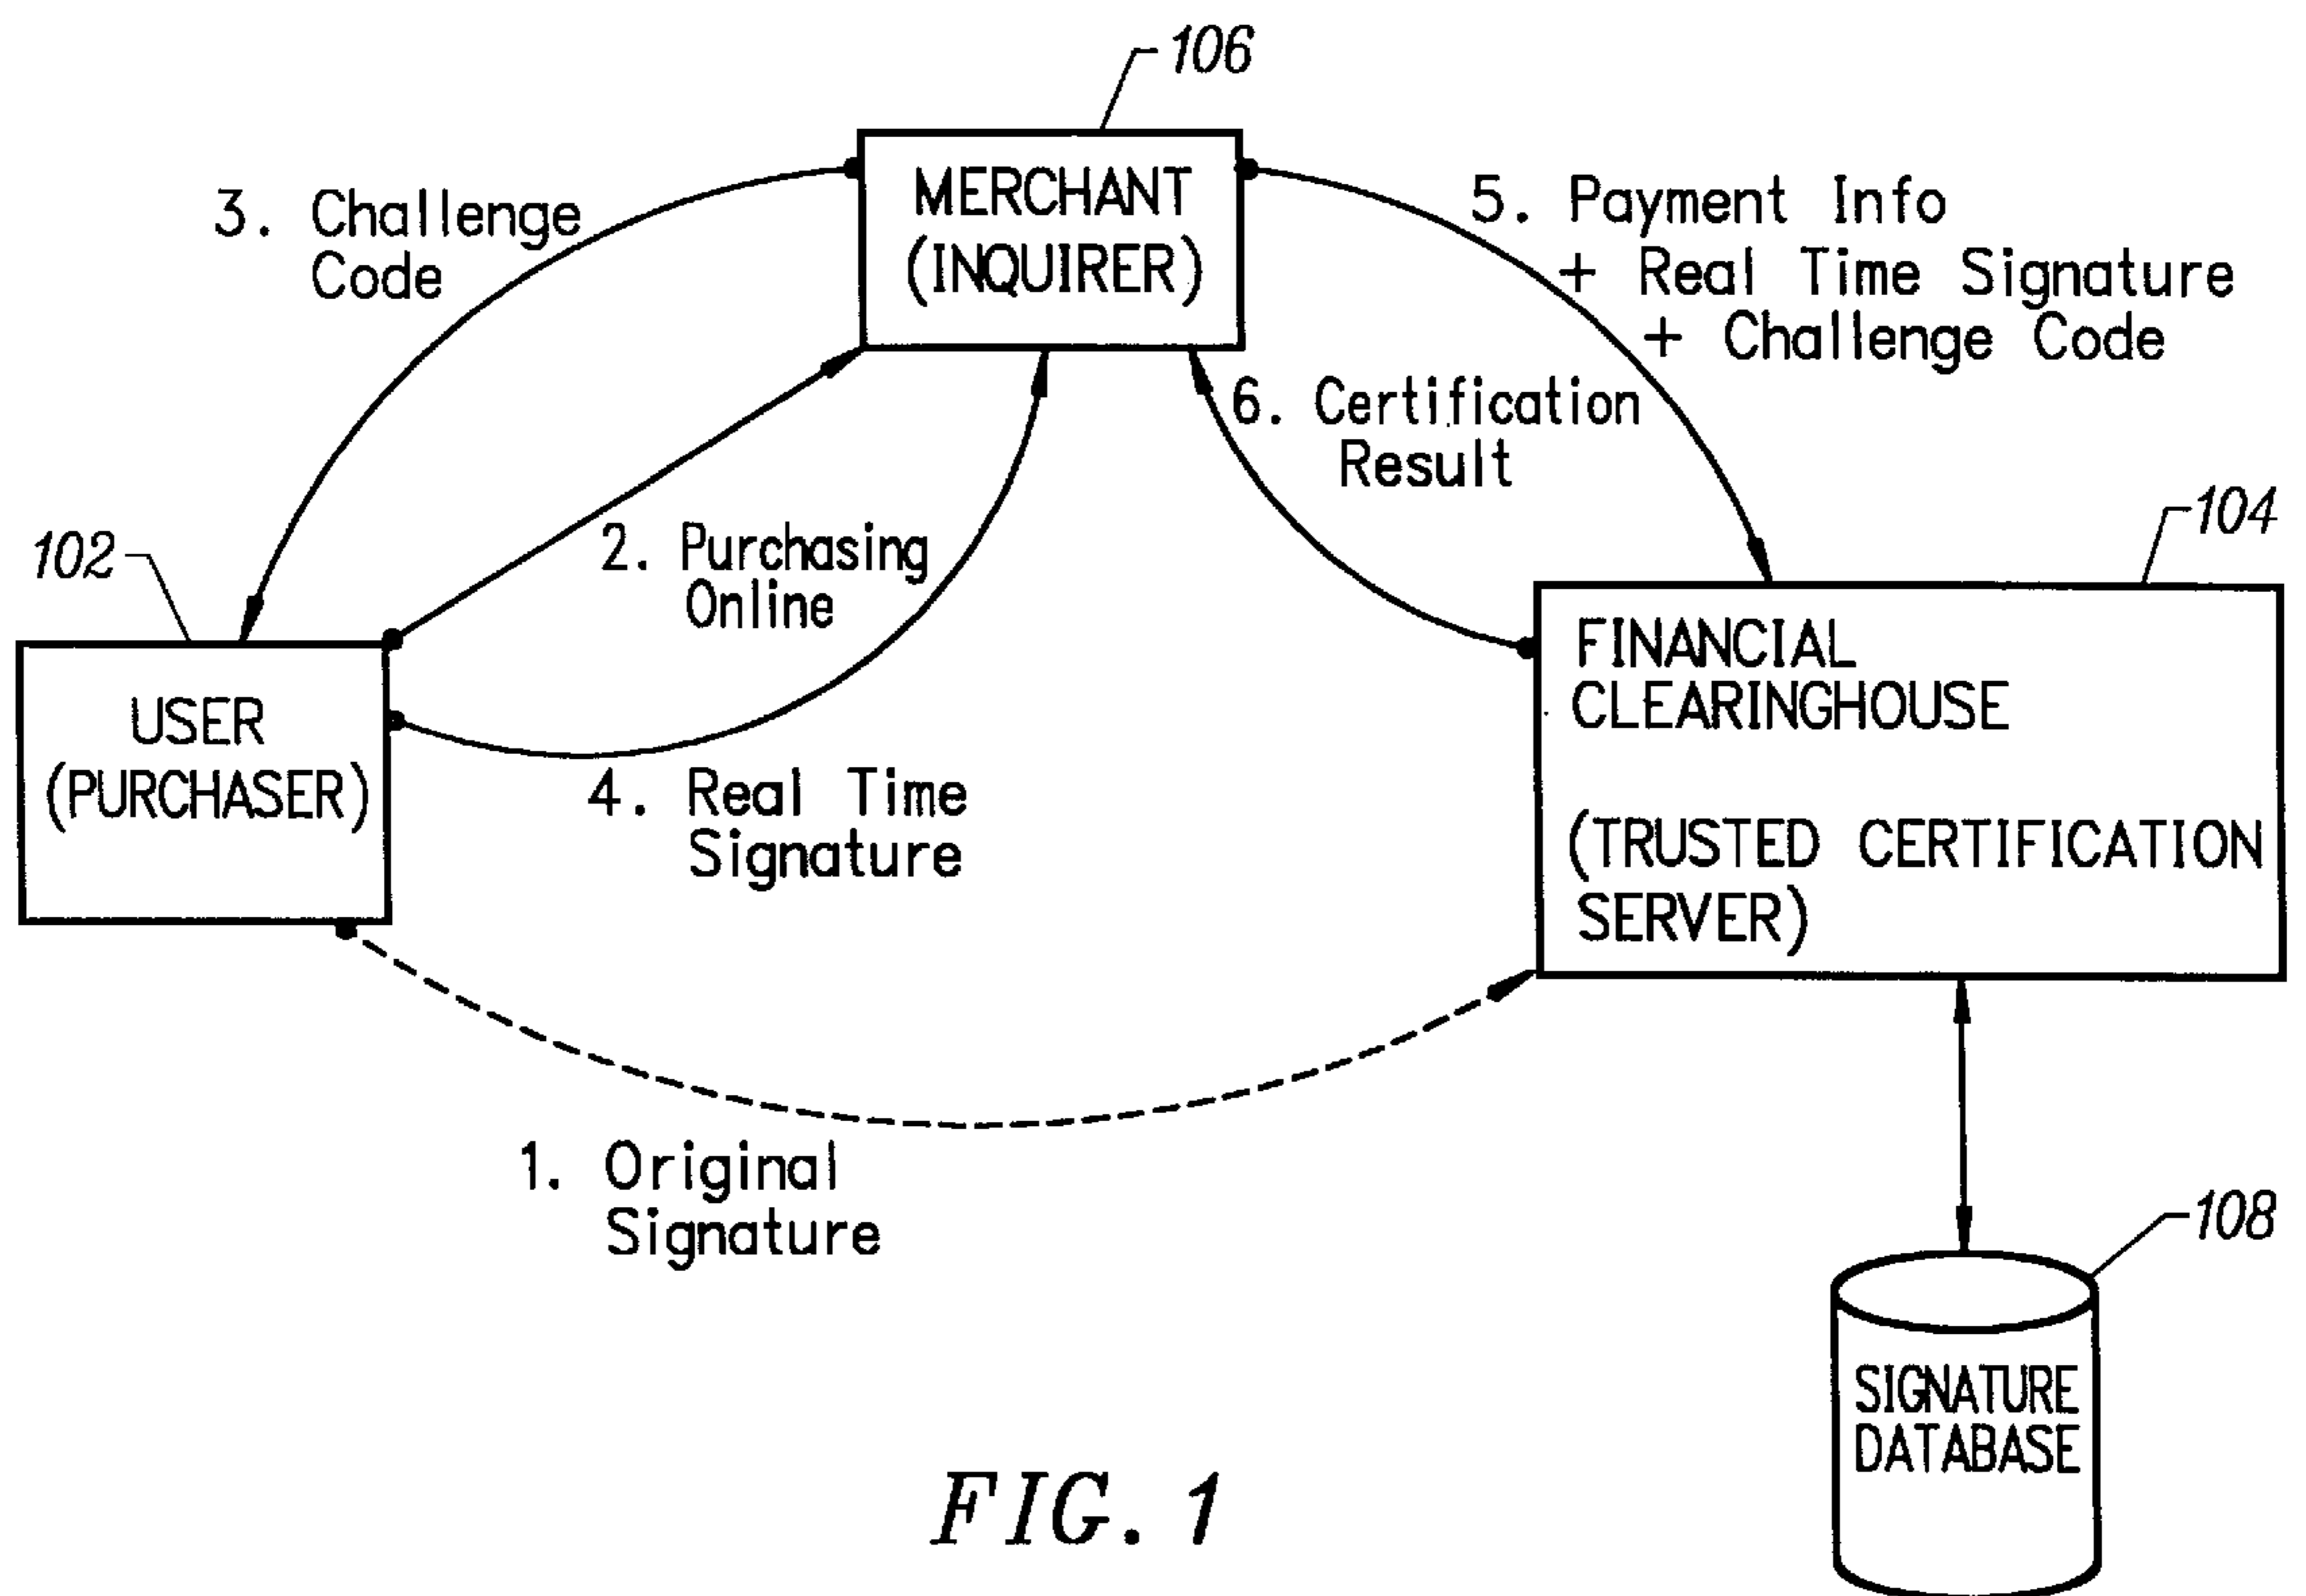 106
MERCHANT
(INQUIRER)
3. Challenge
Code
5. Payment Info
+ Real Time Signature
+ Challenge Code
6. Certification
Result
104
102
2. Purchasing
Online
USER
(PURCHASER)
FINANCIAL
CLEARINGHOUSE
(TRUSTED CERTIFICATION
SERVER)
4. Real Time
Signature
1. Original
Signature
108
SIGNATURE
DATABASE
FIG. 1